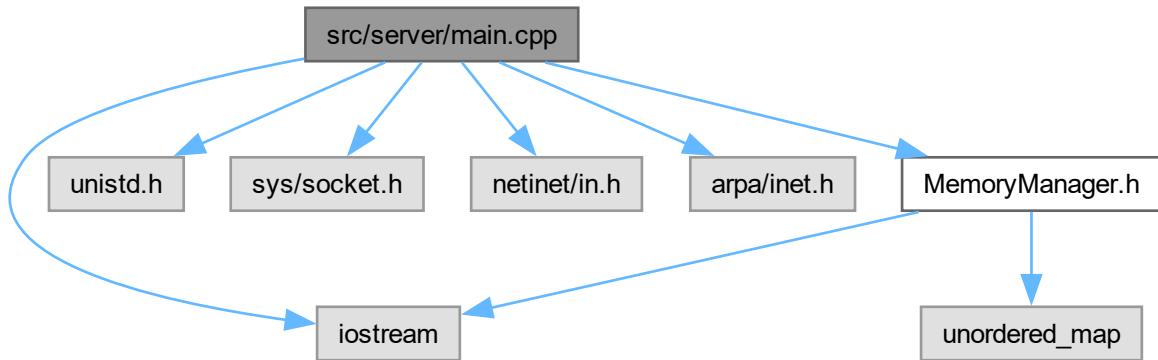 src/server/main.cpp
unistd.h
sys/socket.h
netinet/in.h
arpa/inet.h
MemoryManager.h
iostream
unordered_map